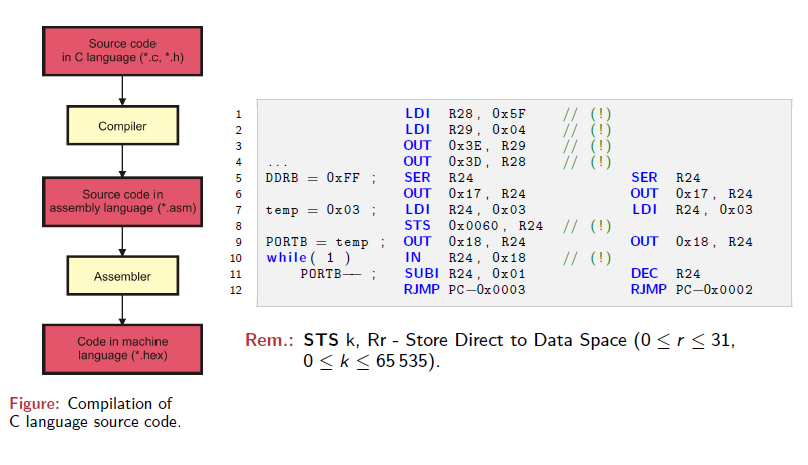 Source code
in C language (*.c, *.h)
Compiler
Source code in
assembly language (*.asm)
Assembler
Code in machine
language (*.hex)
Figure: Compilation of
C language source code.
1 LDI R28, 0x5F // (!)
2 LDI R29, 0x04 // (!)
3 OUT 0x3E, R29 // (!)
4 ... OUT 0x3D, R28 // (!)
5 DDRB = 0xFF ; SER R24 SER R24
6 OUT 0x17, R24 OUT 0x17, R24
7 temp = 0x03 ; LDI R24, 0x03 LDI R24, 0x03
8 STS 0x0060, R24 // (!)
9 PORTB = temp ; OUT 0x18, R24 OUT 0x18, R24
10 while( 1 ) IN R24, 0x18 // (!)
11 PORTB-- ; SUBI R24, 0x01 DEC R24
12 RJMP PC-0x0003 RJMP PC-0x0002
Rem.: STS k, Rr - Store Direct to Data Space (0 ≤ r ≤ 31,
0 ≤ k ≤ 65 535).